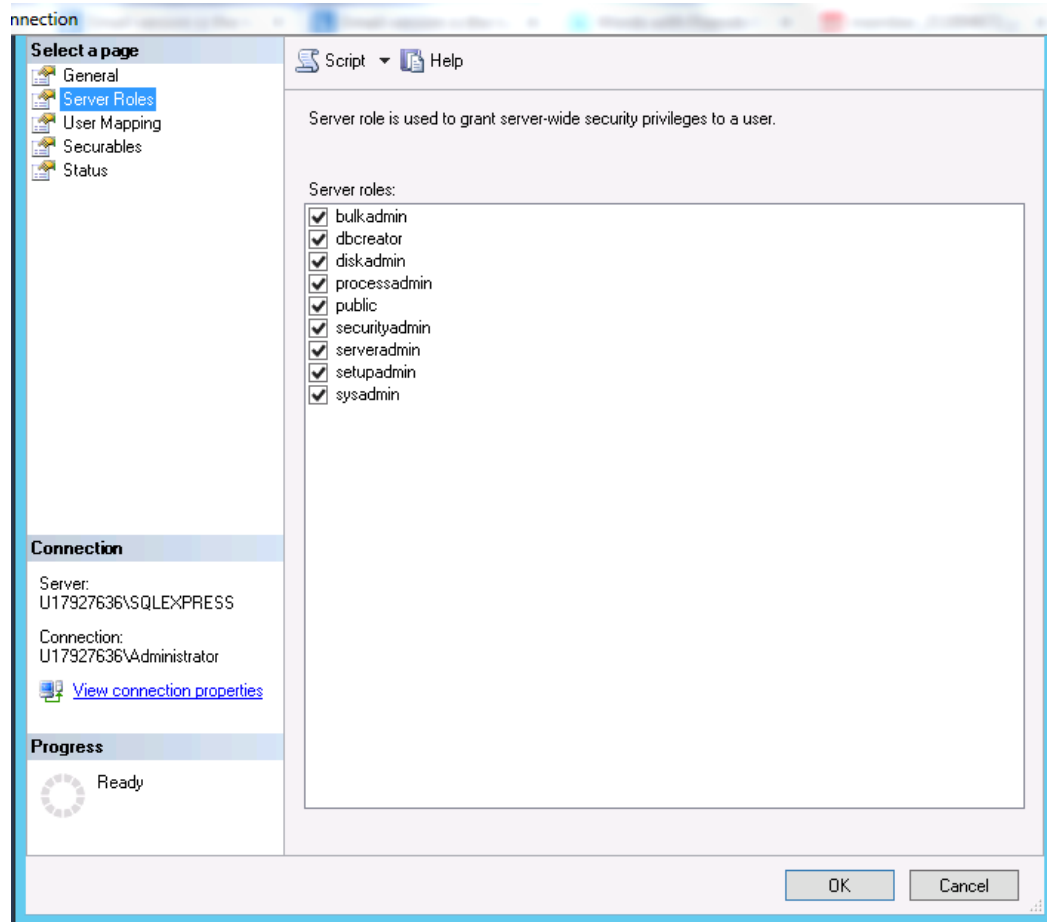 nnection
Select a page
General
Server Roles
User Mapping
Securables
Status
Script
Help
Server role is used to grant server-wide security privileges to a user.
Server roles:
bulkadmin
dbcreator
diskadmin
processadmin
public
securityadmin
serveradmin
setupadmin
sysadmin
Connection
Server:
U17927636\SQLEXPRESS
Connection:
U17927636\Administrator
View connection properties
Progress
Ready
OK
Cancel